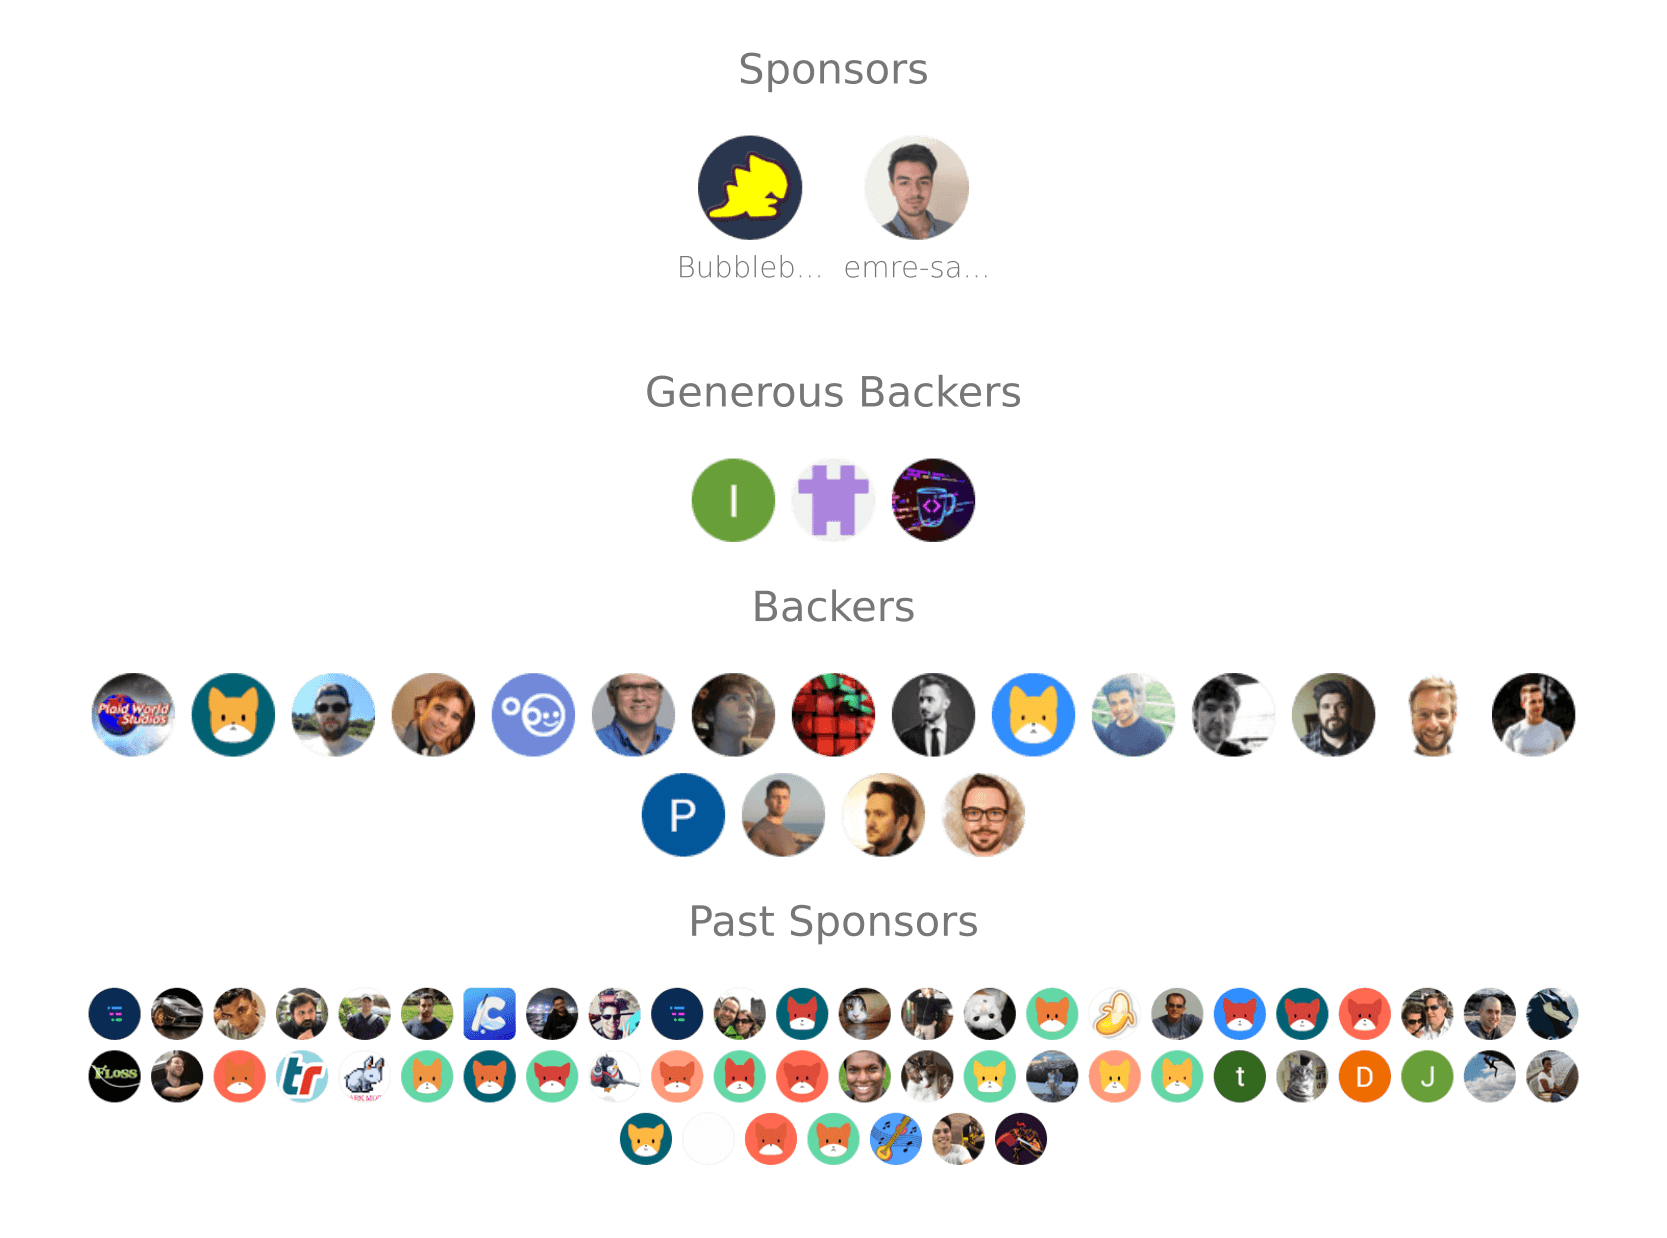 Sponsors
Bubbleb... emre-sa...
Generous Backers
I
Backers
Plaid World
Studios
P
Past Sponsors
FLOSS
tr
t
D
J